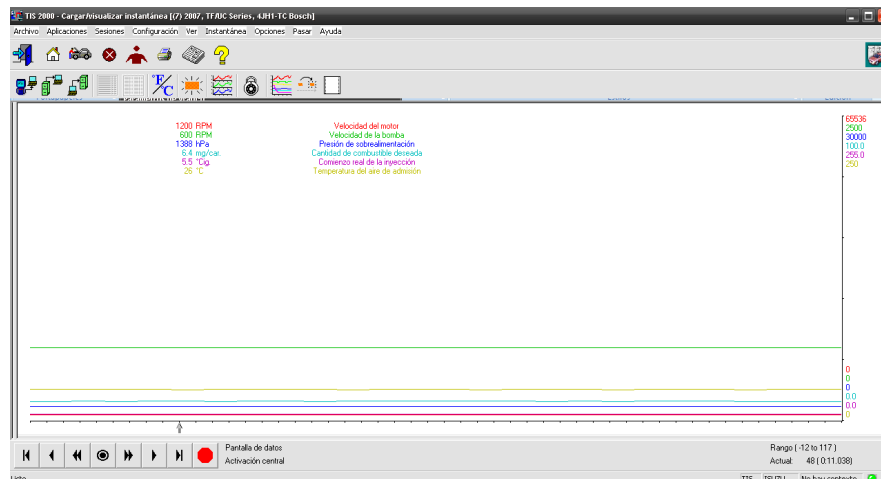 TIS 2000 - Cargar/visualizar instantánea [(7) 2007, TF/UC Series, 4JH1-TC Bosch]
Archivo Aplicaciones Sesiones Configuración Ver Instantánea Opciones Pasar Ayuda
°F/C
1200 RPM Velocidad del motor
600 RPM Velocidad de la bomba
1388 hPa Presión de sobrealimentación
6.4 mg/car. Cantidad de combustible deseada
5.5 °Cig. Comienzo real de la inyección
26 °C Temperatura del aire de admisión
65536
2500
30000
100.0
255.0
250
0
0
0
0.0
0.0
0
Pantalla de datos
Activación central
Rango ( -12 to 117 )
Actual: 48 ( 0:11.038)
Listo TIS ISUZU No hay contexto